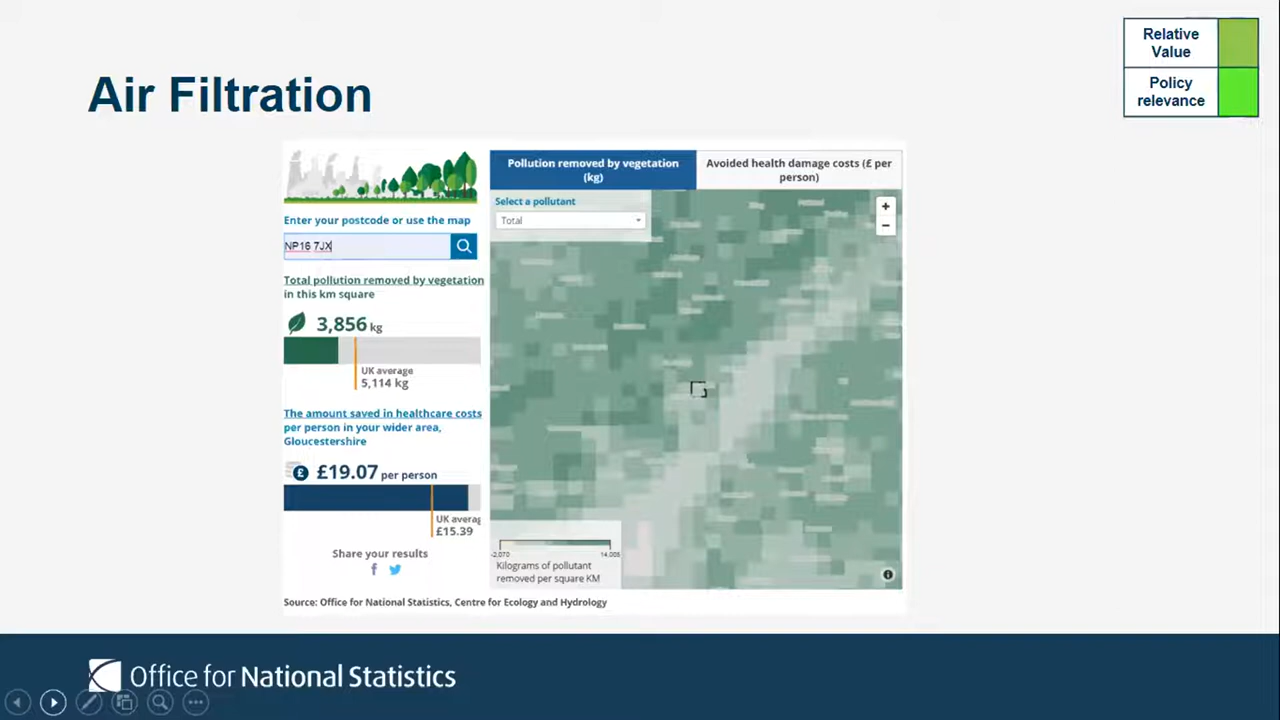 Relative
Value
Policy
relevance
Air Filtration
Enter your postcode or use the map
NP16 7JX
Total pollution removed by vegetation
in this km square
3,856 kg
UK average
5,114 kg
The amount saved in healthcare costs
per person in your wider area,
Gloucestershire
£ £19.07 per person
UK averag
£15.39
Share your results
Pollution removed by vegetation
(kg)
Avoided health damage costs (£ per
person)
Select a pollutant
Total
+
−
-2,070 14,005
Kilograms of pollutant
removed per square KM
Source: Office for National Statistics, Centre for Ecology and Hydrology
Office for National Statistics